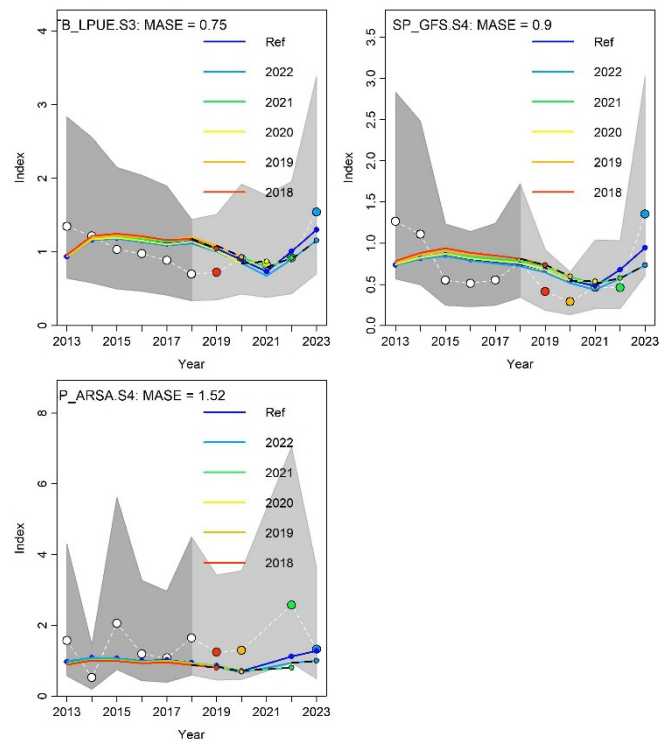 TB_LPUE.S3: MASE = 0.75
Ref
2022
2021
2020
2019
2018
Index
4
3
2
1
0
2013 2015 2017 2019 2021 2023
Year
SP_GFS.S4: MASE = 0.9
Ref
2022
2021
2020
2019
2018
Index
3.5
3.0
2.5
2.0
1.5
1.0
0.5
0.0
2013 2015 2017 2019 2021 2023
Year
P_ARSA.S4: MASE = 1.52
Ref
2022
2021
2020
2019
2018
Index
8
6
4
2
0
2013 2015 2017 2019 2021 2023
Year